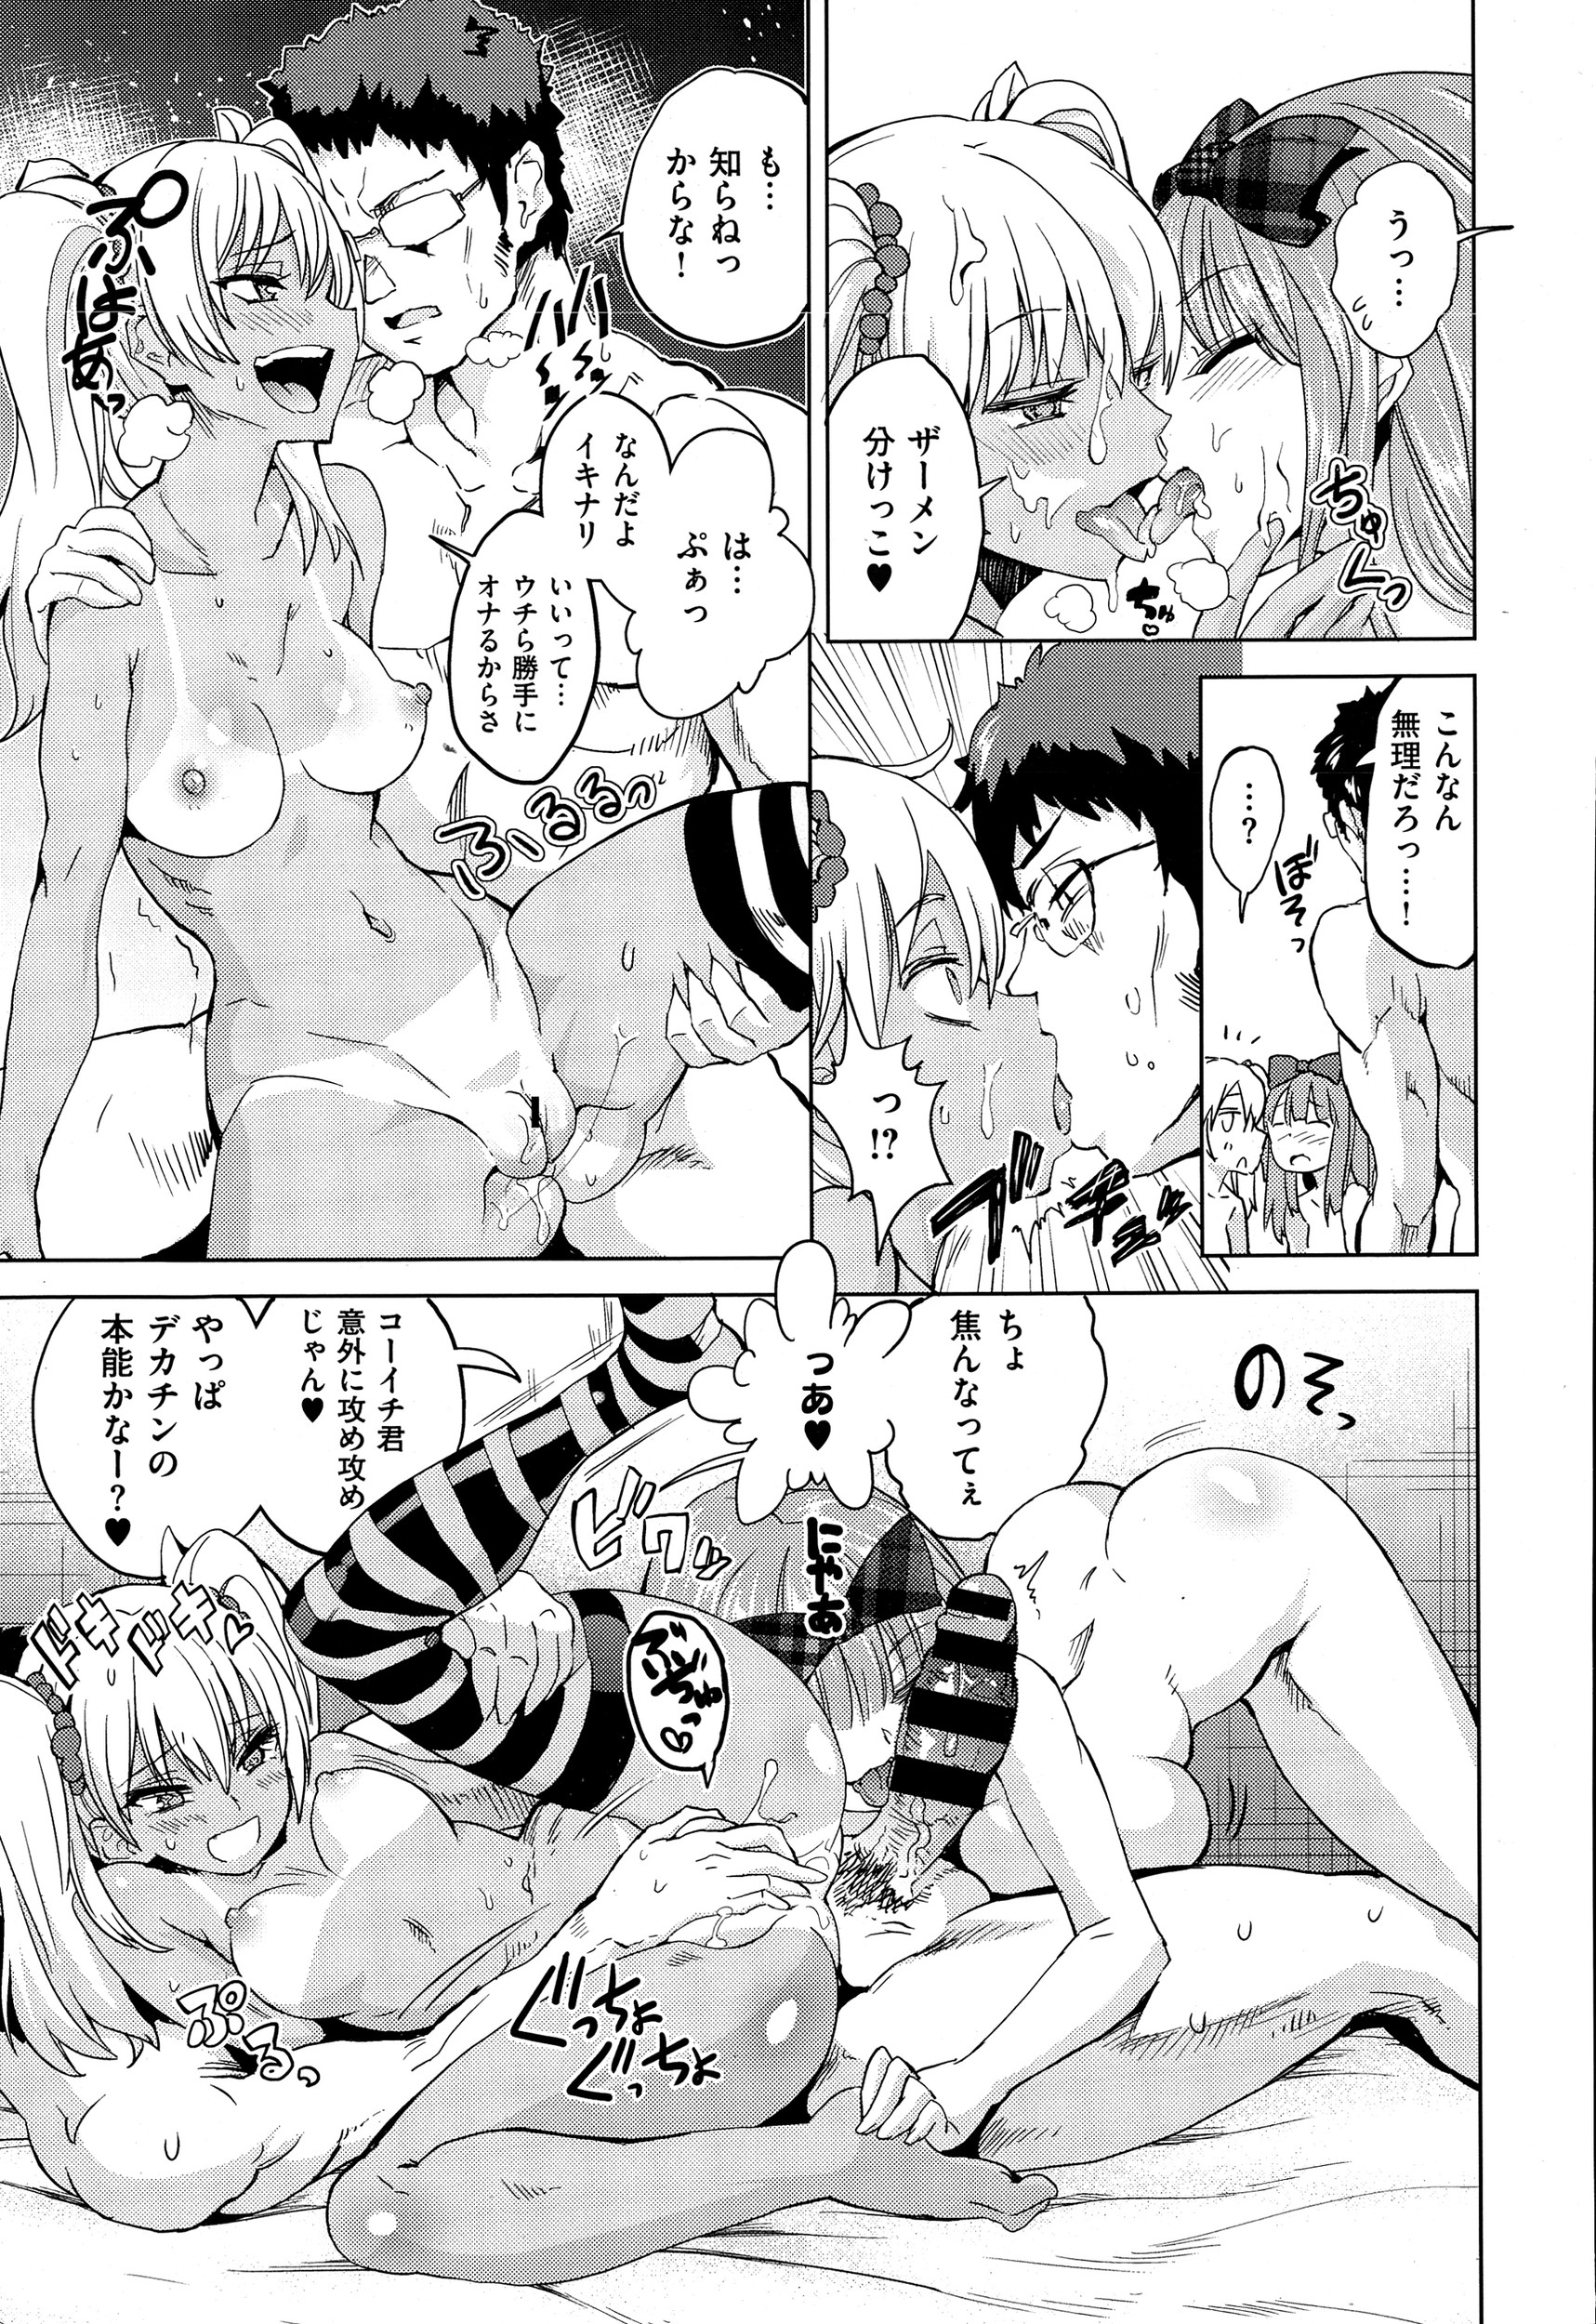 うっ…
ザーメン
分けっこ♥
ちゅくっ
ちゅ♡
こんなん
無理だろっ…！
…？
ぼそっ
っ!?
ブチュッ
も…
知らねっ
からな！
は…
ぷぁっ
なんだよ
イキナリ
いいって…
ウチら勝手に
オナるからさ
ぷはあっ
ハァ
ハァ
ふるるっ
のそっ
ちょ
焦んなってぇ
っあ♥
にゃあ
コーイチ君
意外に攻め攻め
じゃん♥
やっぱ
デカチンの
本能かなー？♥
ビクッ
ドキドキ♡
ぷるっ
ぐっちょ
ぐっちょ